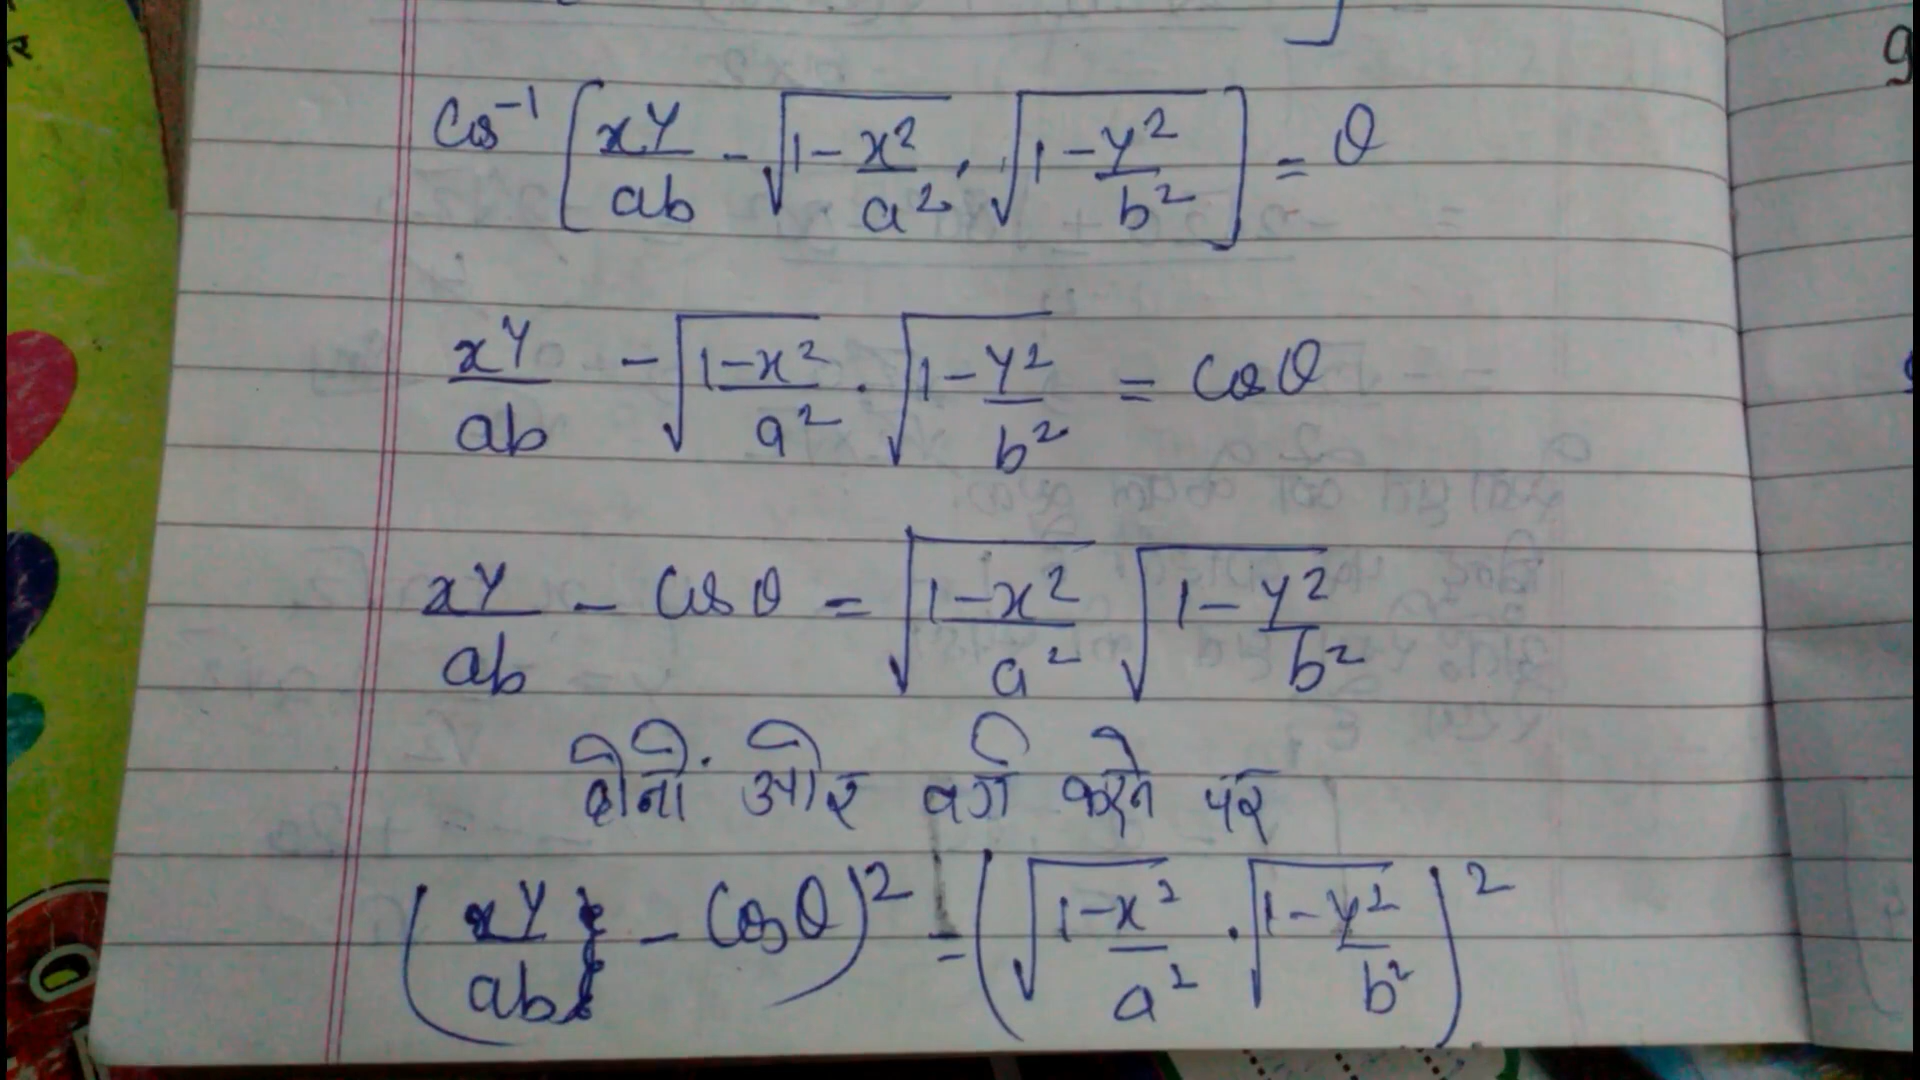 र
9
Cos⁻¹ [xy/ab - √(1-x²/a²) . √(1-y²/b²)] = θ
xy/ab - √(1-x²/a²) . √(1-y²/b²) = Cosθ
xy/ab - Cosθ = √(1-x²/a²) √(1-y²/b²)
दोनों ओर वर्ग करने पर
(xy/ab - Cosθ)² = (√(1-x²/a²) . √(1-y²/b²))²